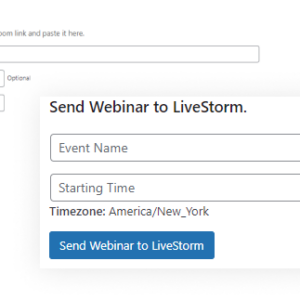 oom link and paste it here.
Optional
Send Webinar to LiveStorm.
Event Name
Starting Time
Timezone: America/New_York
Send Webinar to LiveStorm